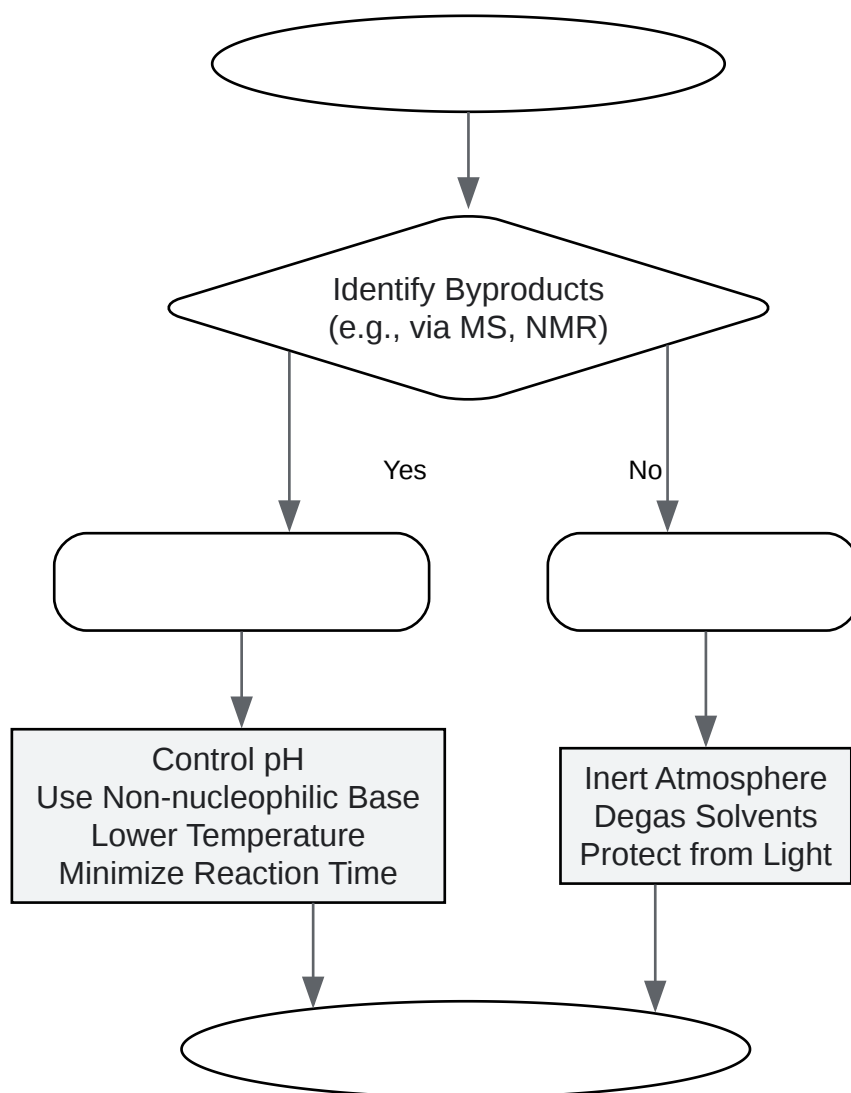 Identify Byproducts
(e.g., via MS, NMR)
Yes
No
Control pH
Use Non-nucleophilic Base
Lower Temperature
Minimize Reaction Time
Inert Atmosphere
Degas Solvents
Protect from Light